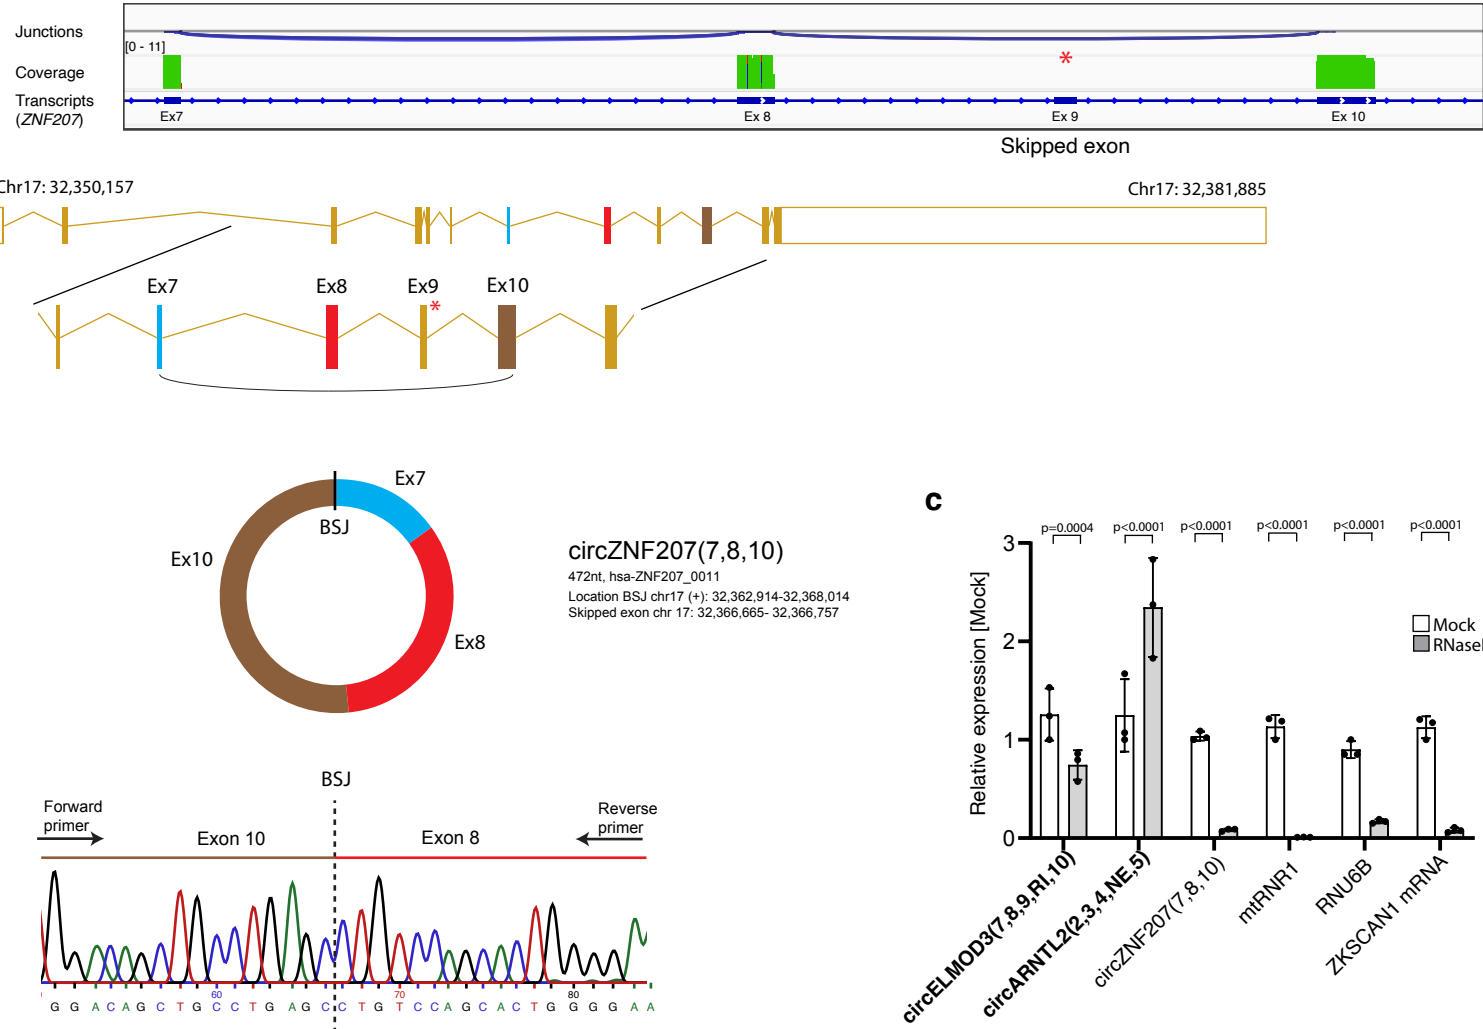 Junctions
[0 - 11]
*
Coverage
Transcripts
(ZNF207)
Ex7
Ex 8
Ex 9
Ex 10
Skipped exon
Chr17: 32,350,157
Chr17: 32,381,885
Ex7
Ex8
Ex9
Ex10
*
Ex7
BSJ
Ex10
Ex8
circZNF207(7,8,10)
472nt, hsa-ZNF207_0011
Location BSJ chr17 (+): 32,362,914-32,368,014
Skipped exon chr 17: 32,366,665- 32,366,757
BSJ
Forward
primer
Reverse
primer
Exon 10
Exon 8
60
70
80
G G A C A G C T G C C T G A G C C T G T C C A G C A C T G G G G A A
c
p=0.0004
p<0.0001
p<0.0001
p<0.0001
p<0.0001
p<0.0001
Relative expression [Mock]
3
2
1
0
Mock
RNaseR
circELMOD3(7,8,9,RI,10)
circARNTL2(2,3,4,NE,5)
circZNF207(7,8,10)
mtRNR1
RNU6B
ZKSCAN1 mRNA